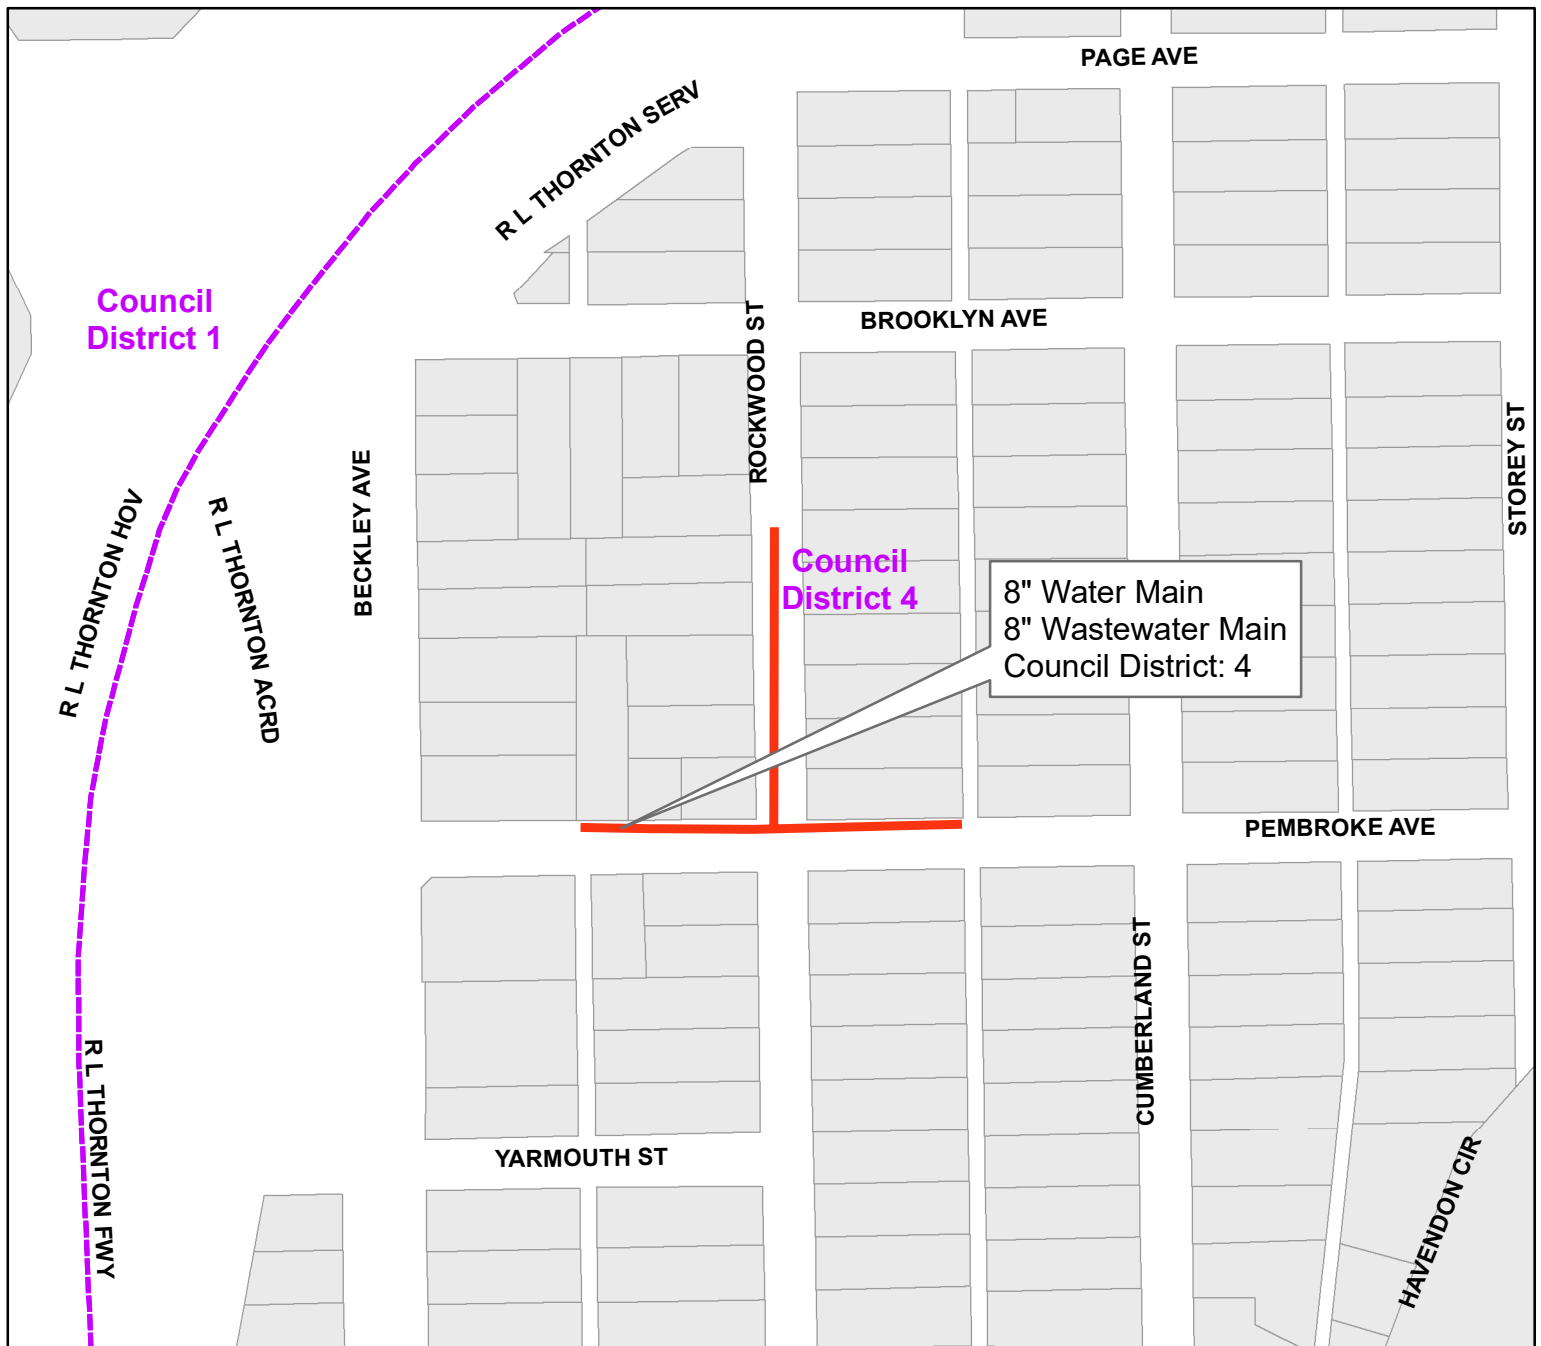 PAGE AVE
R L THORNTON SERV
Council
District 1
ROCKWOOD ST
BROOKLYN AVE
STOREY ST
BECKLEY AVE
R L THORNTON HOV
R L THORNTON ACRD
Council
District 4
8" Water Main
8" Wastewater Main
Council District: 4
PEMBROKE AVE
CUMBERLAND ST
R L THORNTON FWY
YARMOUTH ST
HAVENDON CIR